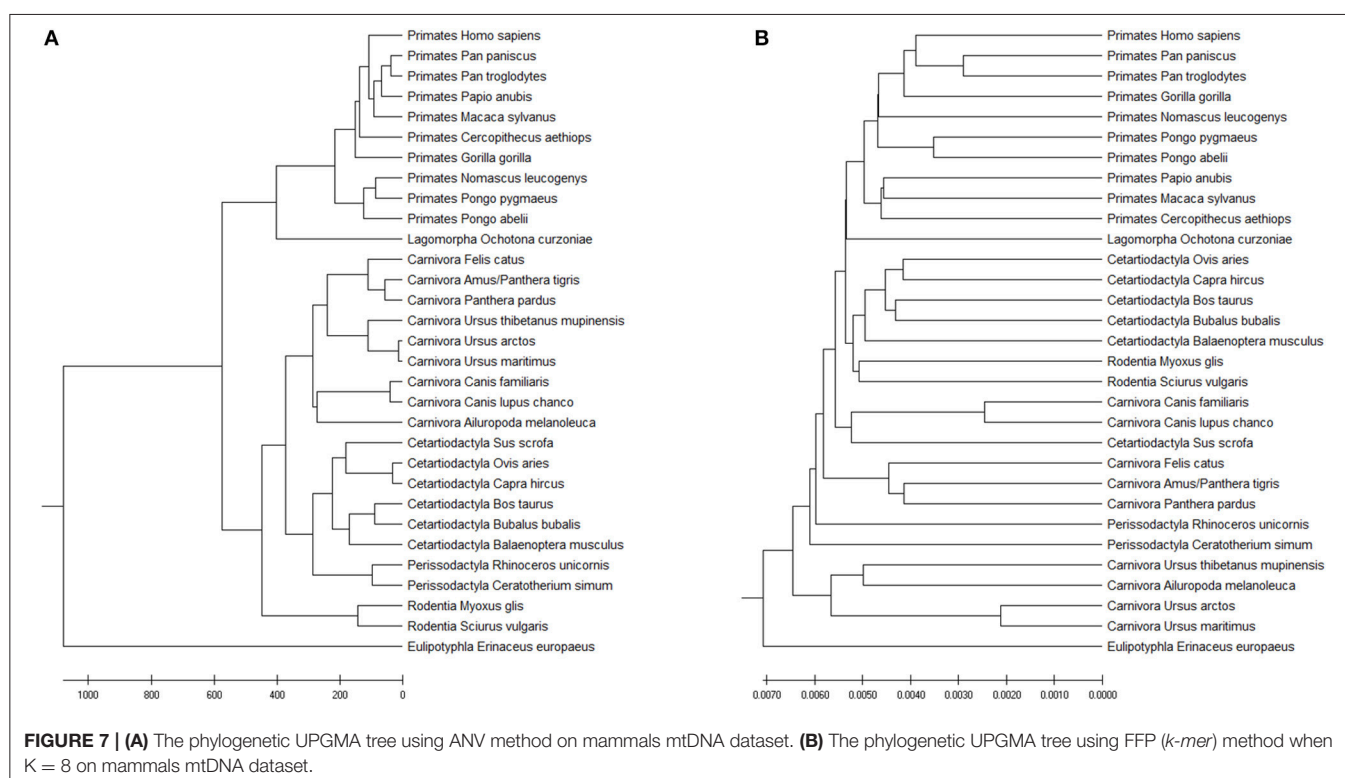 A
Primates Homo sapiens
Primates Pan paniscus
Primates Pan troglodytes
Primates Papio anubis
Primates Macaca sylvanus
Primates Cercopithecus aethiops
Primates Gorilla gorilla
Primates Nomascus leucogenys
Primates Pongo pygmaeus
Primates Pongo abelii
Lagomorpha Ochotona curzoniae
Carnivora Felis catus
Carnivora Amus/Panthera tigris
Carnivora Panthera pardus
Carnivora Ursus thibetanus mupinensis
Carnivora Ursus arctos
Carnivora Ursus maritimus
Carnivora Canis familiaris
Carnivora Canis lupus chanco
Carnivora Ailuropoda melanoleuca
Cetartiodactyla Sus scrofa
Cetartiodactyla Ovis aries
Cetartiodactyla Capra hircus
Cetartiodactyla Bos taurus
Cetartiodactyla Bubalus bubalis
Cetartiodactyla Balaenoptera musculus
Perissodactyla Rhinoceros unicornis
Perissodactyla Ceratotherium simum
Rodentia Myoxus glis
Rodentia Sciurus vulgaris
Eulipotyphla Erinaceus europaeus
1000 800 600 400 200 0
B
Primates Homo sapiens
Primates Pan paniscus
Primates Pan troglodytes
Primates Gorilla gorilla
Primates Nomascus leucogenys
Primates Pongo pygmaeus
Primates Pongo abelii
Primates Papio anubis
Primates Macaca sylvanus
Primates Cercopithecus aethiops
Lagomorpha Ochotona curzoniae
Cetartiodactyla Ovis aries
Cetartiodactyla Capra hircus
Cetartiodactyla Bos taurus
Cetartiodactyla Bubalus bubalis
Cetartiodactyla Balaenoptera musculus
Rodentia Myoxus glis
Rodentia Sciurus vulgaris
Carnivora Canis familiaris
Carnivora Canis lupus chanco
Cetartiodactyla Sus scrofa
Carnivora Felis catus
Carnivora Amus/Panthera tigris
Carnivora Panthera pardus
Perissodactyla Rhinoceros unicornis
Perissodactyla Ceratotherium simum
Carnivora Ursus thibetanus mupinensis
Carnivora Ailuropoda melanoleuca
Carnivora Ursus arctos
Carnivora Ursus maritimus
Eulipotyphla Erinaceus europaeus
0.0070 0.0060 0.0050 0.0040 0.0030 0.0020 0.0010 0.0000
FIGURE 7 | (A) The phylogenetic UPGMA tree using ANV method on mammals mtDNA dataset. (B) The phylogenetic UPGMA tree using FFP (k-mer) method when
K = 8 on mammals mtDNA dataset.